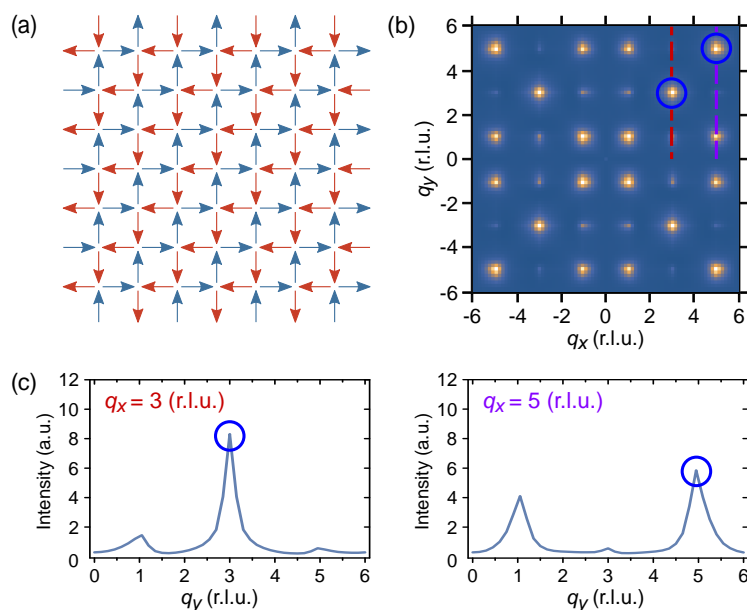 (a)
(b)
6
4
2
0
-2
-4
-6
q_y (r.l.u.)
-6 -4 -2 0 2 4 6
q_x (r.l.u.)
(c)
12
10
8
6
4
2
0
Intensity (a.u.)
q_x = 3 (r.l.u.)
0 1 2 3 4 5 6
q_y (r.l.u.)
12
10
8
6
4
2
0
Intensity (a.u.)
q_x = 5 (r.l.u.)
0 1 2 3 4 5 6
q_y (r.l.u.)